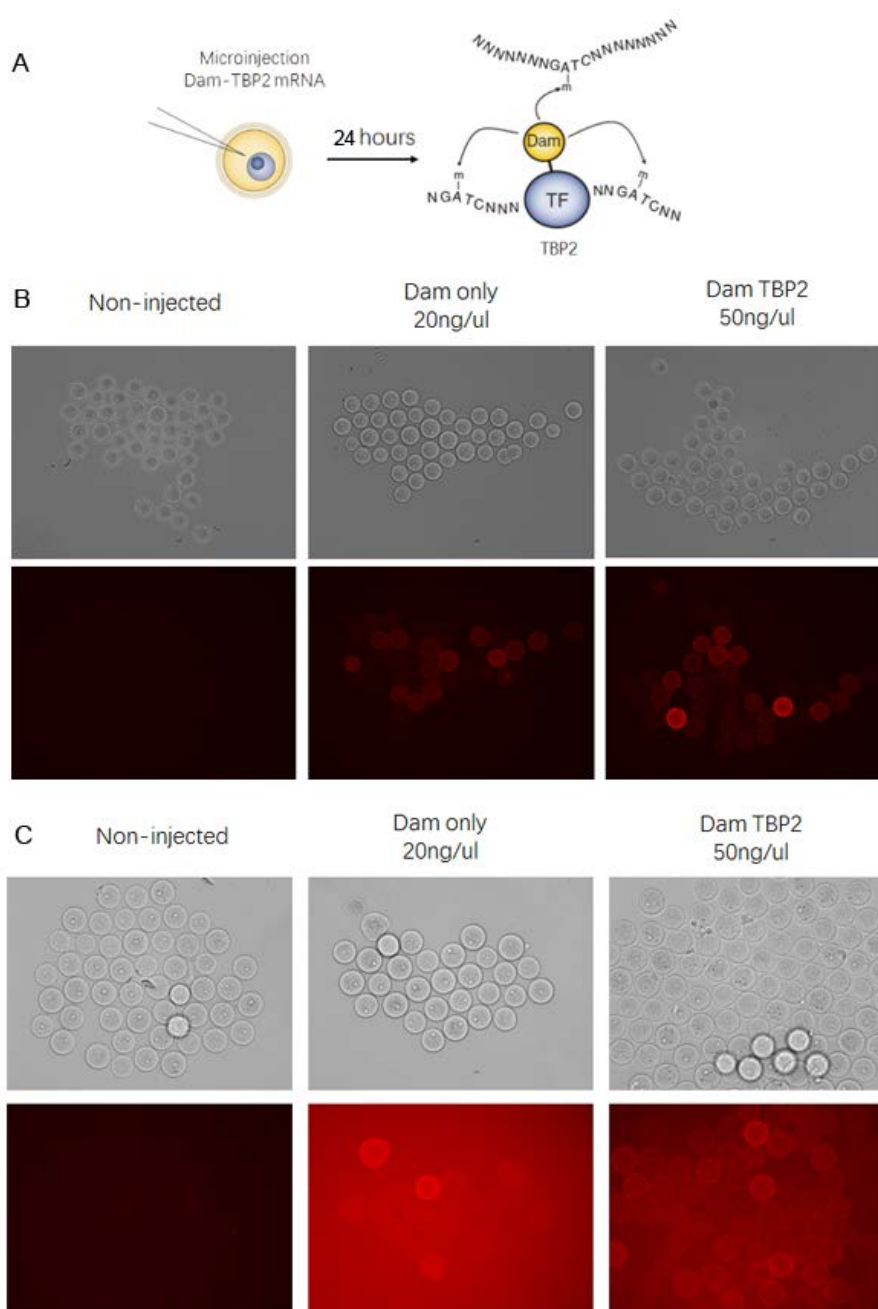 A
Microinjection
Dam-TBP2 mRNA
24 hours
NNNNNNNGATCNNNNNNNNN
m
Dam
m
m
NGATCNNN
TF
NNGATCNN
TBP2
B
Non-injected
Dam only
20ng/ul
Dam TBP2
50ng/ul
C
Non-injected
Dam only
20ng/ul
Dam TBP2
50ng/ul